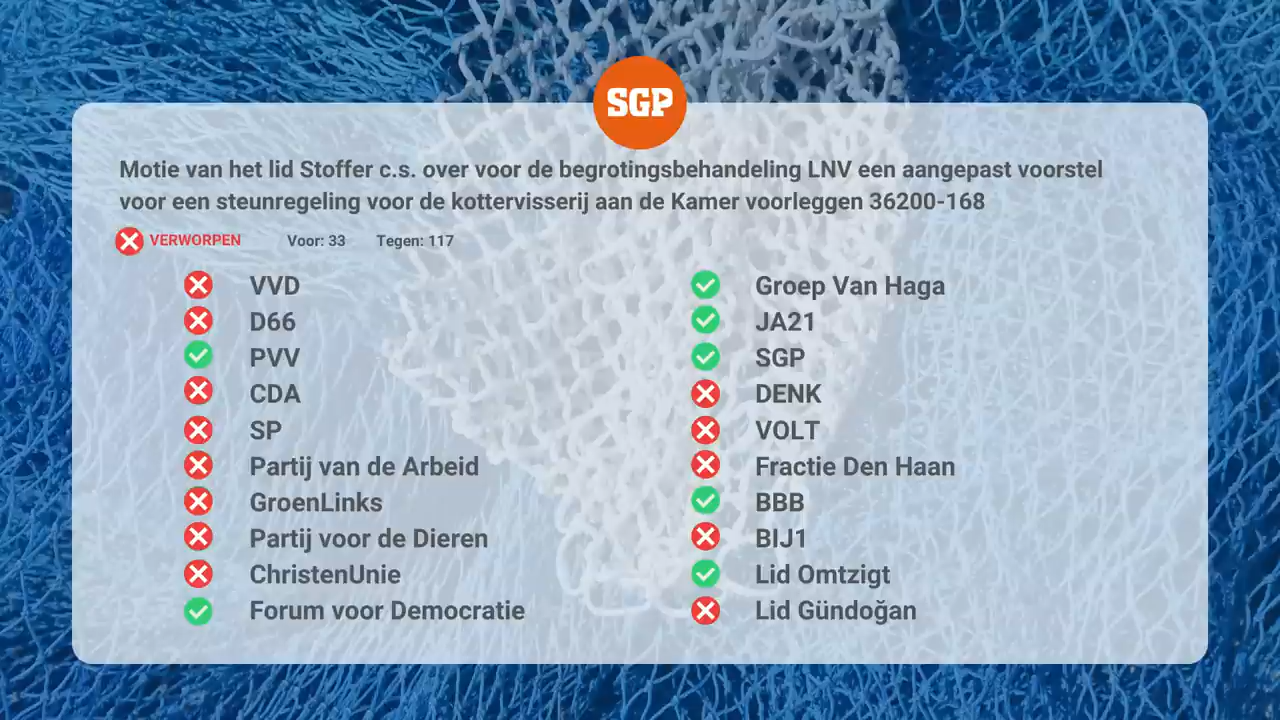 SGP
Motie van het lid Stoffer c.s. over voor de begrotingsbehandeling LNV een aangepast voorstel
voor een steunregeling voor de kottervisserij aan de Kamer voorleggen 36200-168
VERWORPEN Voor: 33 Tegen: 117
VVD
D66
PVV
CDA
SP
Partij van de Arbeid
GroenLinks
Partij voor de Dieren
ChristenUnie
Forum voor Democratie
Groep Van Haga
JA21
SGP
DENK
VOLT
Fractie Den Haan
BBB
BIJ1
Lid Omtzigt
Lid Gündoğan